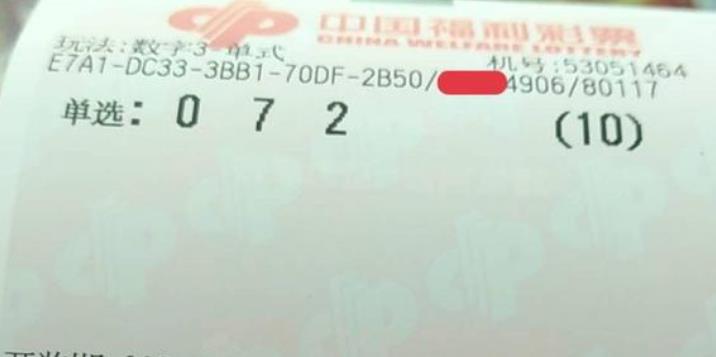 中国福利彩票
CHINA WELFARE LOTTERY
玩法:数字3-单式 机号:53051464
E7A1-DC33-3BB1-70DF-2B50/4906/80117
单选: 0 7 2 (10)